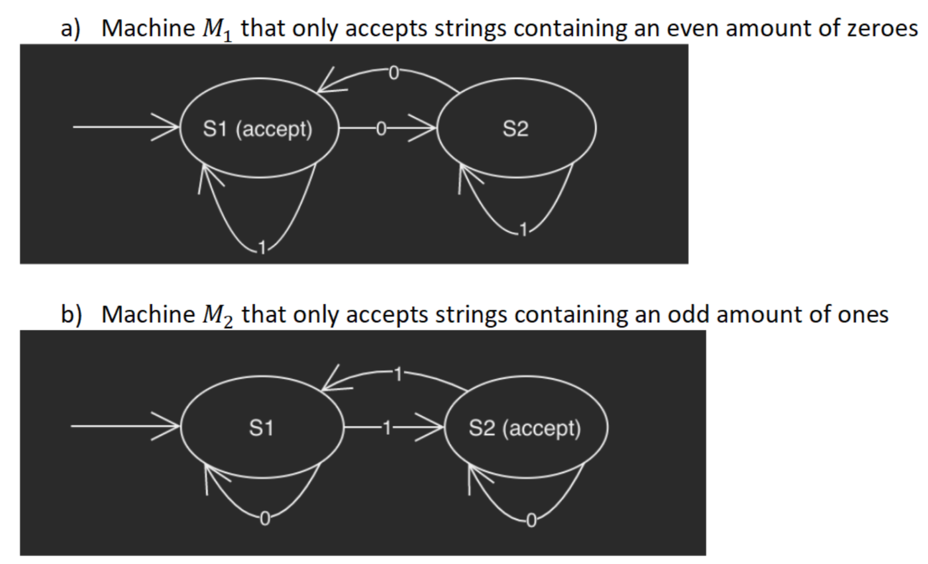 a) Machine M₁ that only accepts strings containing an even amount of zeroes
0
S1 (accept)
0
S2
1
1
b) Machine M₂ that only accepts strings containing an odd amount of ones
1
S1
1
S2 (accept)
0
0